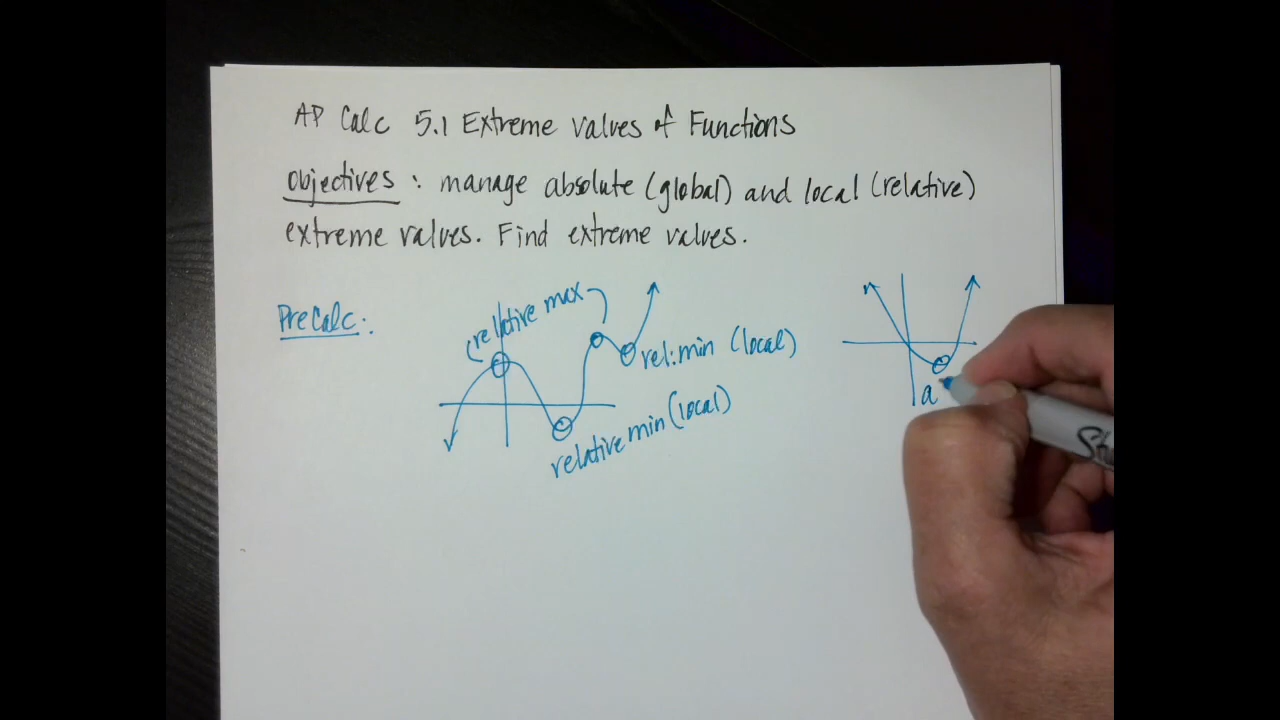 AP Calc 5.1 Extreme Values of Functions
Objectives : manage absolute (global) and local (relative)
extreme values. Find extreme values.
PreCalc:
relative max
rel. min (local)
relative min (local)
a